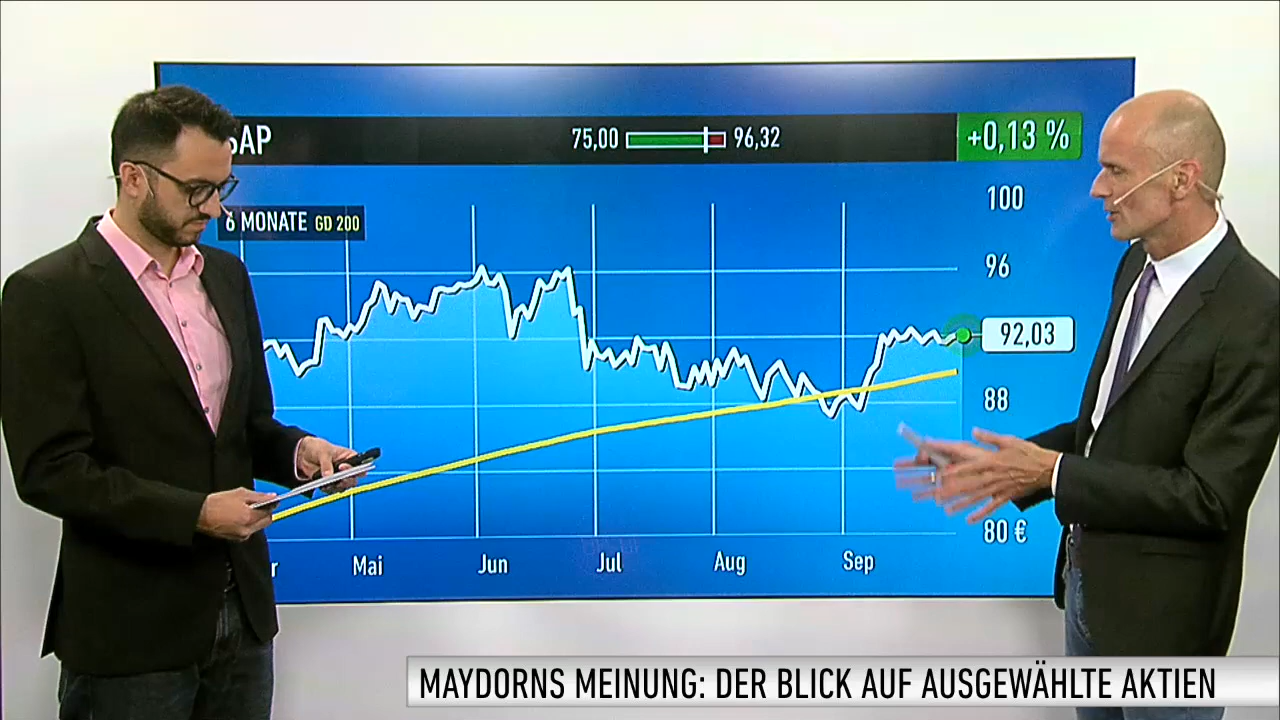 SAP
75,00 96,32
+0,13 %
6 MONATE GD 200
100
96
92,03
88
80 €
Mai Jun Jul Aug Sep
MAYDORNS MEINUNG: DER BLICK AUF AUSGEWÄHLTE AKTIEN